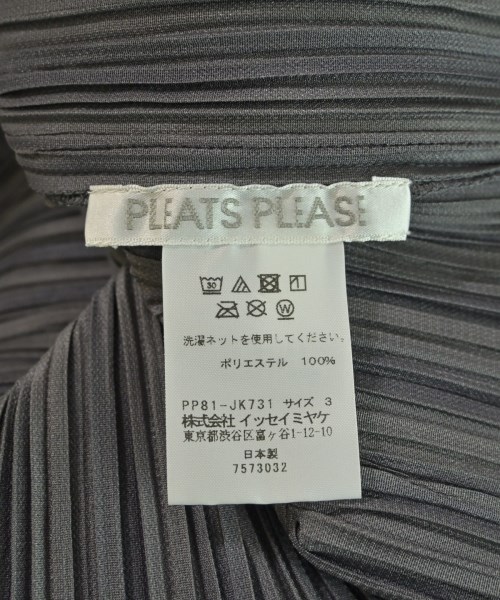 PLEATS PLEASE
30
W
洗濯ネットを使用してください。
ポリエステル 100%
PP81-JK731 サイズ 3
株式会社 イッセイミヤケ
東京都渋谷区富ヶ谷1-12-10
日本製
7573032